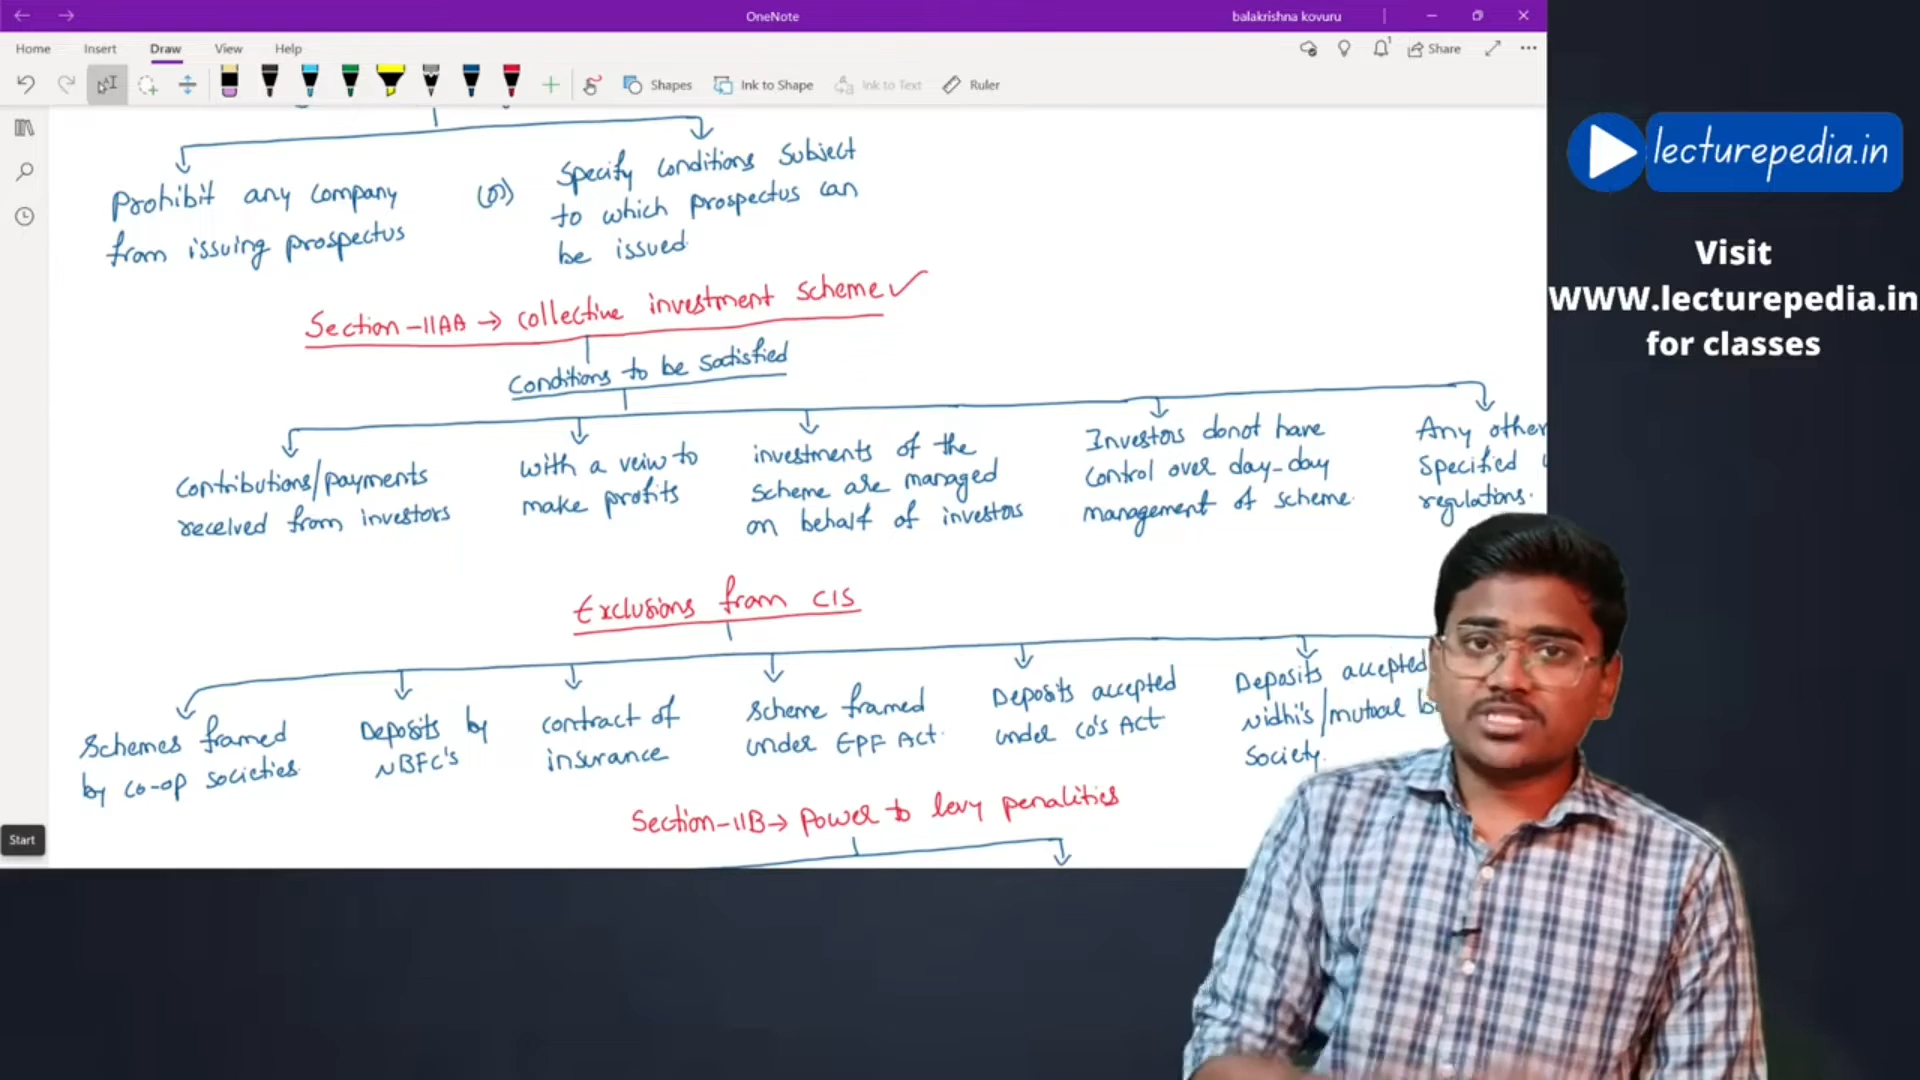 OneNote
balakrishna kovuru
Home Insert Draw View Help
1
Share
Shapes Ink to Shape Ink to Text Ruler
Prohibit any company
from issuing prospectus
(or)
Specify conditions subject
to which prospectus can
be issued
Section-11AA → collective investment scheme ✓
Conditions to be satisfied
Contributions/payments
received from investors
with a veiw to
make profits
investments of the
scheme are managed
on behalf of investors
Investors donot have
control over day-day
management of scheme.
Any other
specified
regulations.
Exclusions from CIS
Schemes framed
by co-op societies.
Deposits by
NBFC's
contract of
insurance
scheme framed
under EPF Act.
Deposits accepted
under Co's Act
Deposits accepted
Nidhi's/mutual
society.
Section-11B → Power to levy penalities
Start
lecturepedia.in
Visit
WWW.lecturepedia.in
for classes